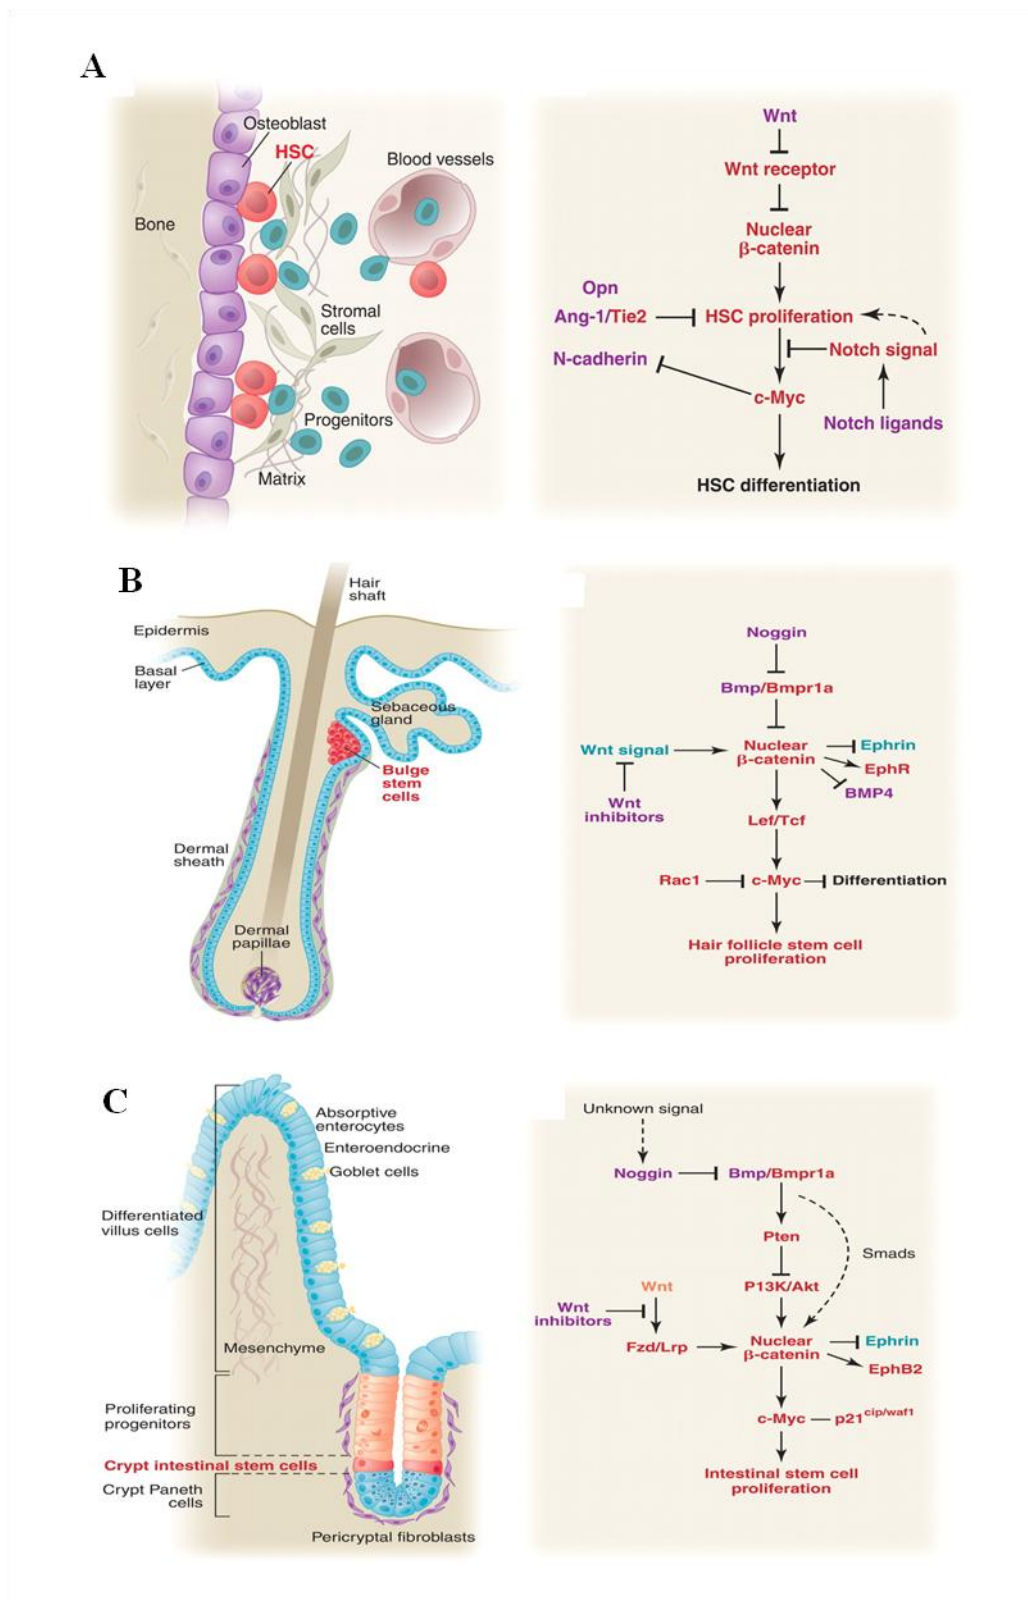 A
Osteoblast
HSC
Blood vessels
Bone
Stromal
cells
Progenitors
Matrix
Wnt
Wnt receptor
Nuclear
β-catenin
Opn
Ang-1/Tie2
HSC proliferation
N-cadherin
Notch signal
c-Myc
Notch ligands
HSC differentiation
B
Hair
shaft
Epidermis
Basal
layer
Sebaceous
gland
Bulge
stem
cells
Dermal
sheath
Dermal
papillae
Noggin
Bmp/Bmpr1a
Wnt signal
Nuclear
β-catenin
Ephrin
EphR
BMP4
Wnt
inhibitors
Lef/Tcf
Rac1
c-Myc
Differentiation
Hair follicle stem cell
proliferation
C
Absorptive
enterocytes
Enteroendocrine
Goblet cells
Differentiated
villus cells
Mesenchyme
Proliferating
progenitors
Crypt intestinal stem cells
Crypt Paneth
cells
Pericryptal fibroblasts
Unknown signal
Noggin
Bmp/Bmpr1a
Pten
Smads
Wnt
P13K/Akt
Wnt
inhibitors
Fzd/Lrp
Nuclear
β-catenin
Ephrin
EphB2
c-Myc
p21cip/waf1
Intestinal stem cell
proliferation